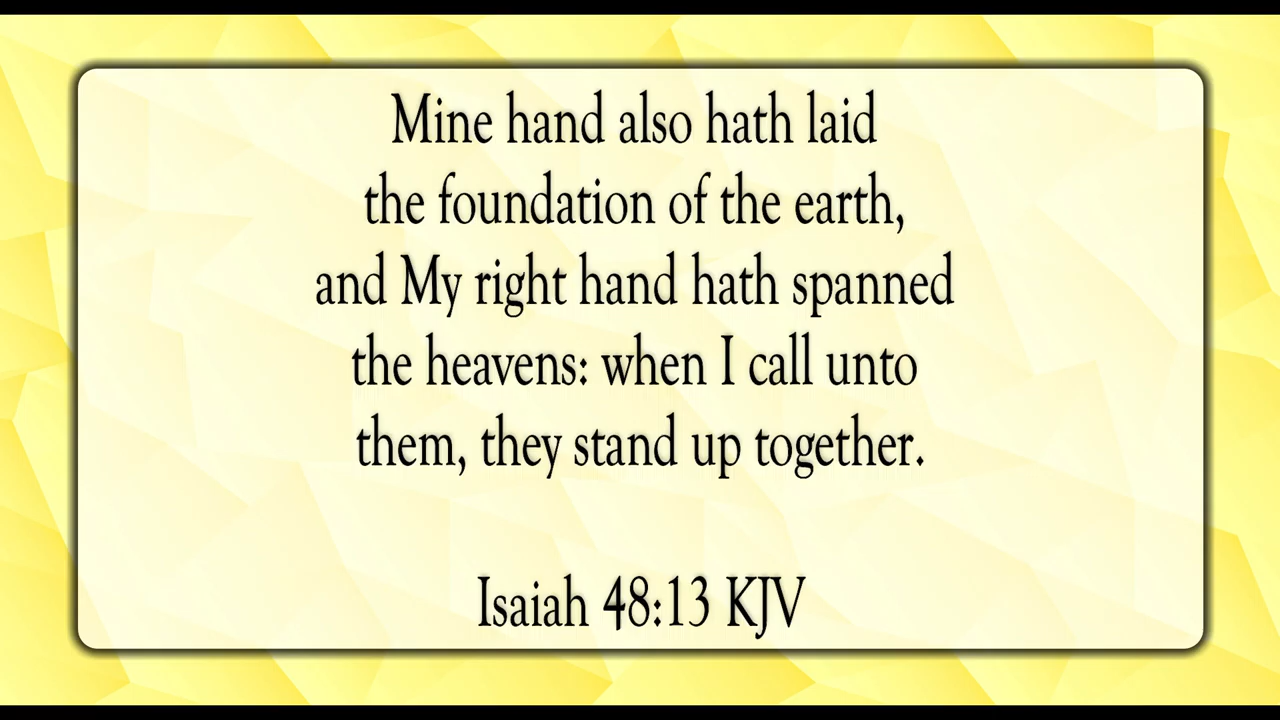 Mine hand also hath laid
the foundation of the earth,
and My right hand hath spanned
the heavens: when I call unto
them, they stand up together.
Isaiah 48:13 KJV